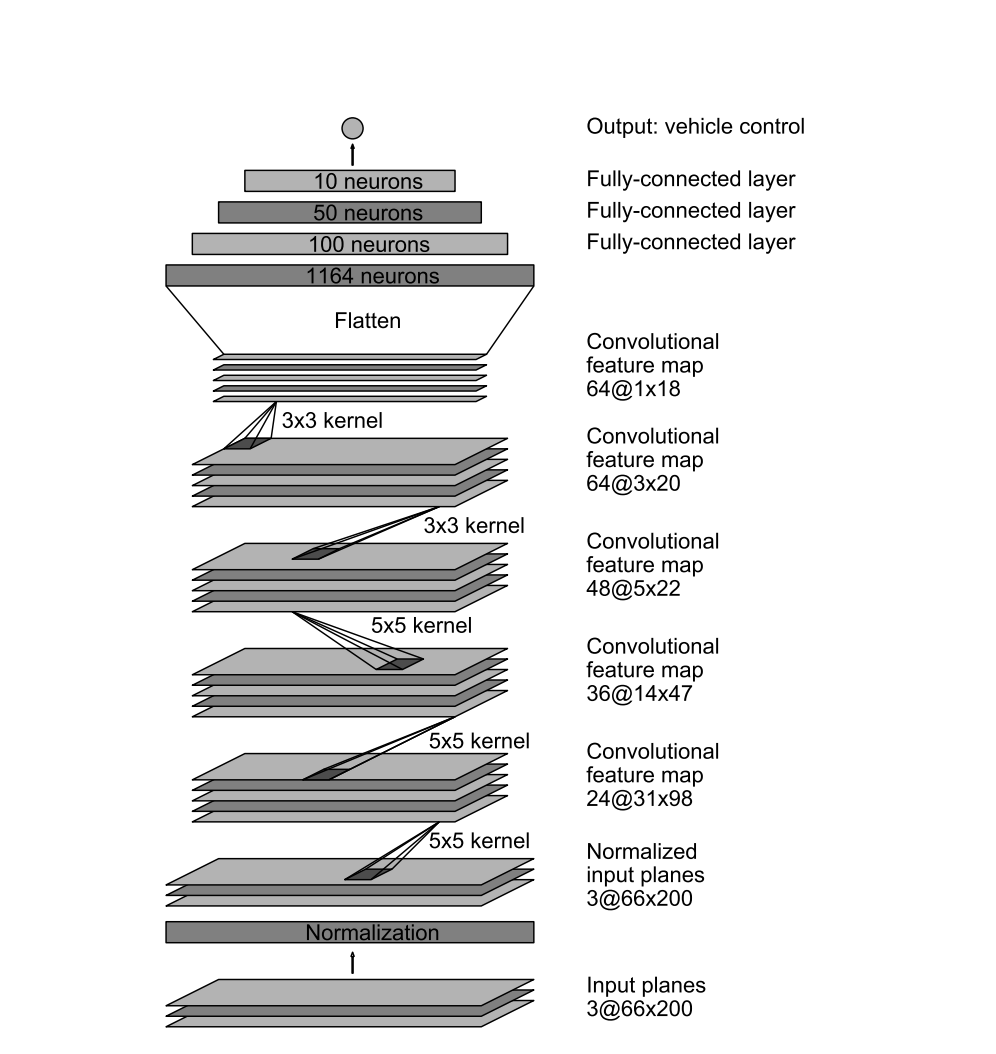 Output: vehicle control
10 neurons
Fully-connected layer
50 neurons
Fully-connected layer
100 neurons
Fully-connected layer
1164 neurons
Flatten
Convolutional
feature map
64@1x18
3x3 kernel
Convolutional
feature map
64@3x20
3x3 kernel
Convolutional
feature map
48@5x22
5x5 kernel
Convolutional
feature map
36@14x47
5x5 kernel
Convolutional
feature map
24@31x98
5x5 kernel
Normalized
input planes
3@66x200
Normalization
Input planes
3@66x200